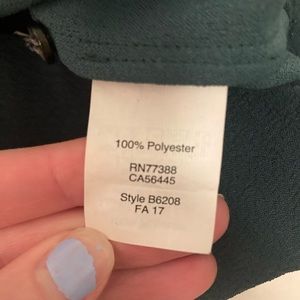 100% Polyester
RN77388
CA56445
Style B6208
FA 17